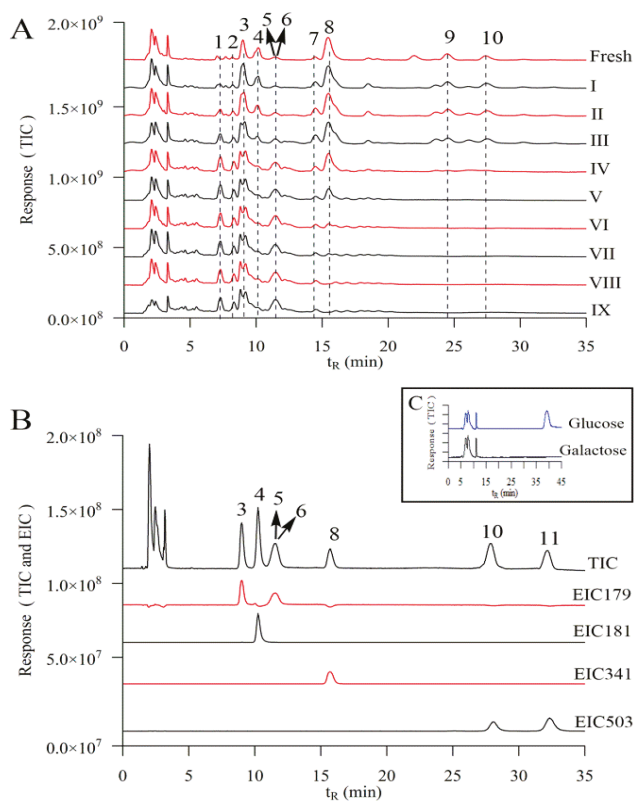 A
3
5
6
8
1
2
4
7
9
10
2.0×10⁹
1.5×10⁹
1.0×10⁹
5.0×10⁸
0.0×10⁸
Response ( TIC )
Fresh
I
II
III
IV
V
VI
VII
VIII
IX
0 5 10 15 20 25 30 35
tR (min)
B
C
Response (TIC)
Glucose
Galactose
0 5 10 15 20 25 30 35 45
tR (min)
2.0×10⁸
1.5×10⁸
1.0×10⁸
5.0×10⁷
0.0×10⁷
Response ( TIC and EIC )
3
4
5
6
8
10
11
TIC
EIC179
EIC181
EIC341
EIC503
0 5 10 15 20 25 30 35
tR (min)